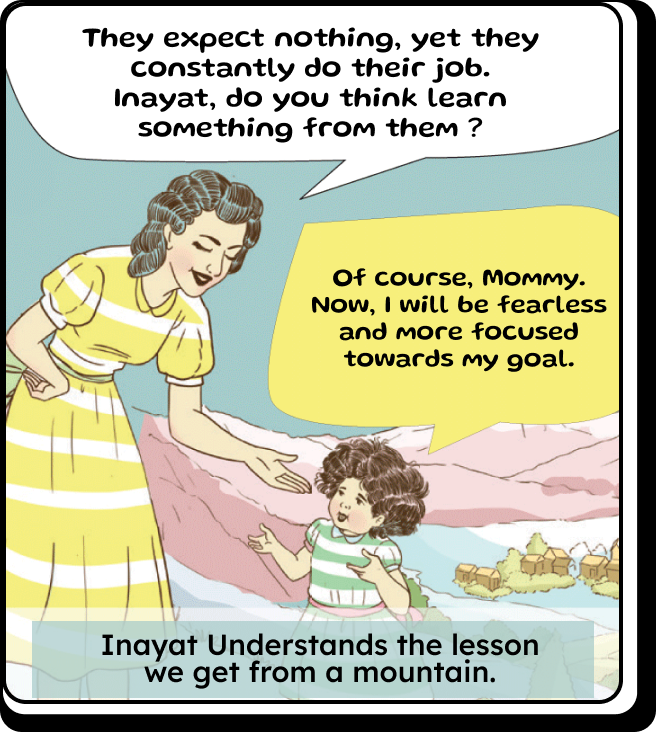 They expect nothing, yet they
constantly do their job.
Inayat, do you think learn
something from them ?
Of course, Mommy.
Now, I will be fearless
and more focused
towards my goal.
Inayat Understands the lesson
we get from a mountain.